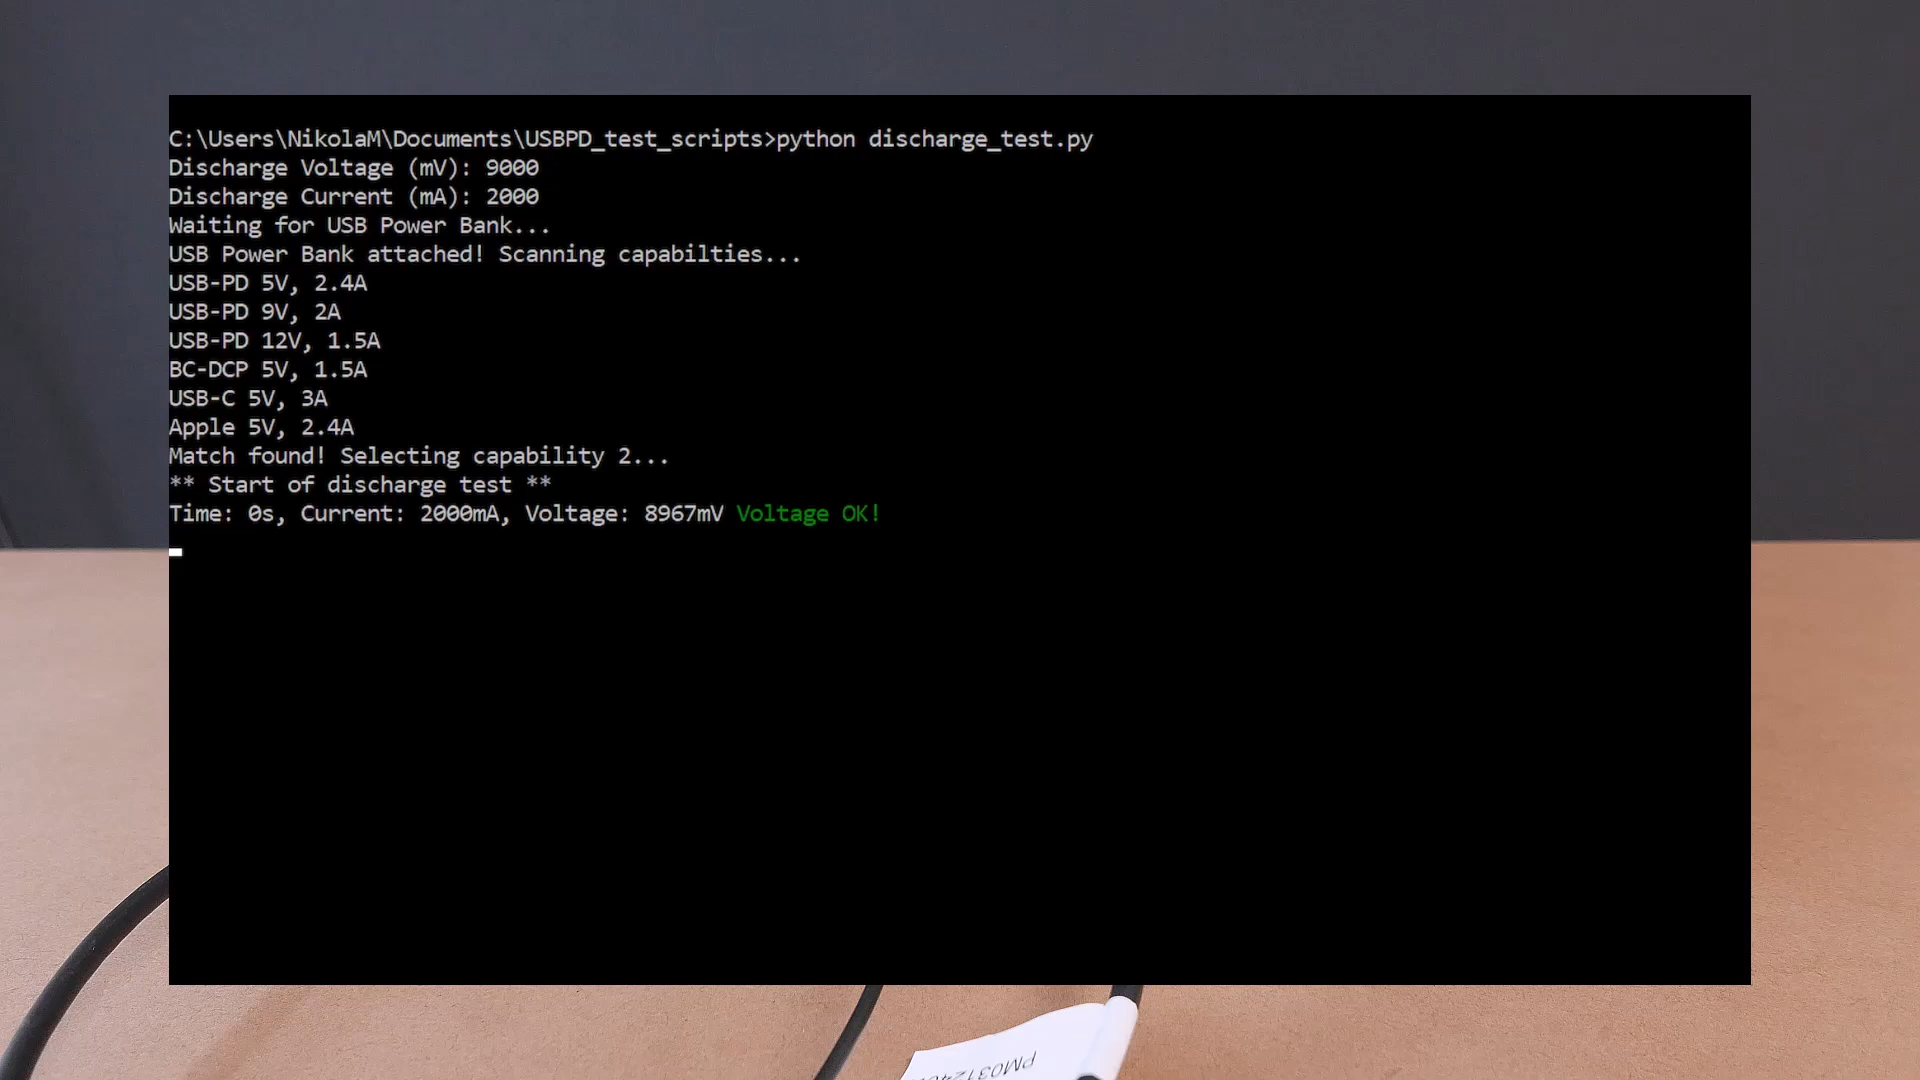 C:\Users\NikolaM\Documents\USBPD_test_scripts>python discharge_test.py
Discharge Voltage (mV): 9000
Discharge Current (mA): 2000
Waiting for USB Power Bank...
USB Power Bank attached! Scanning capabilties...
USB-PD 5V, 2.4A
USB-PD 9V, 2A
USB-PD 12V, 1.5A
BC-DCP 5V, 1.5A
USB-C 5V, 3A
Apple 5V, 2.4A
Match found! Selecting capability 2...
** Start of discharge test **
Time: 0s, Current: 2000mA, Voltage: 8967mV Voltage OK!